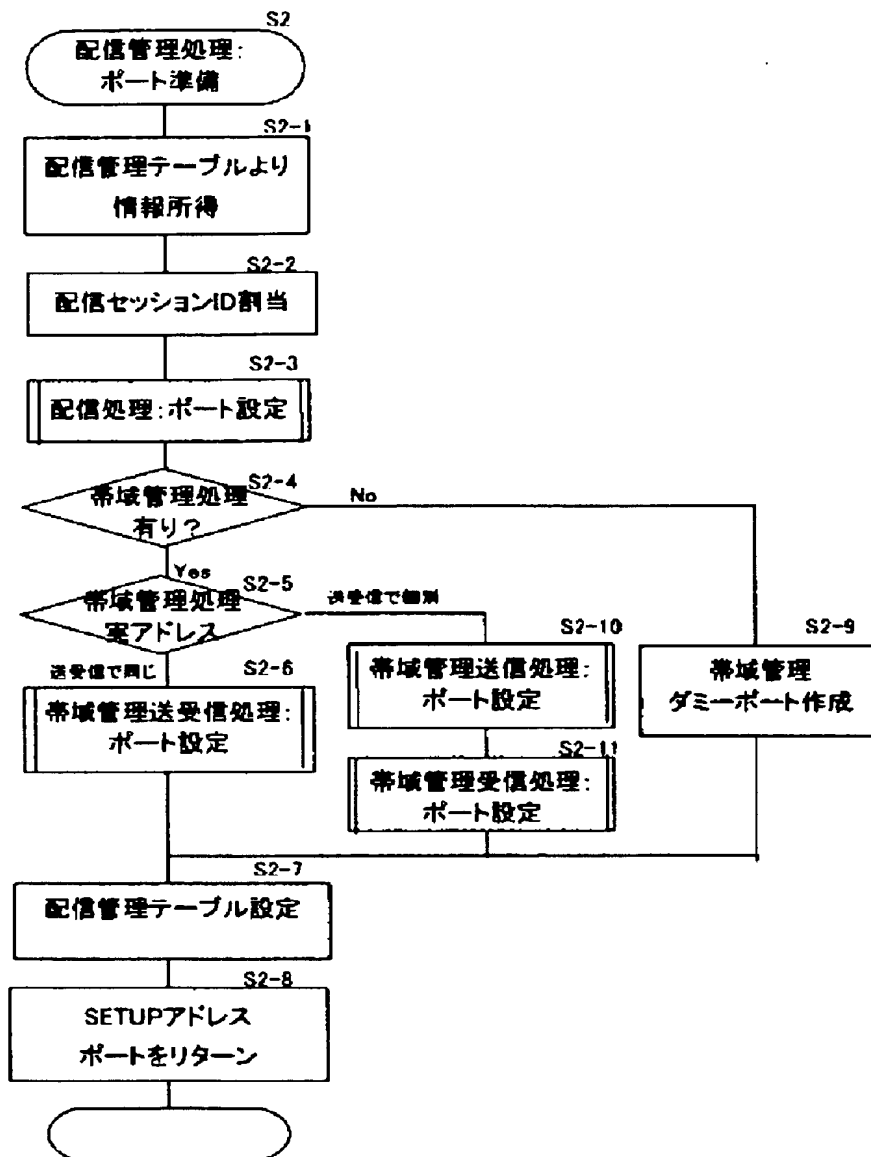 S2
配信管理処理:
ポート準備
S2-1
配信管理テーブルより
情報所得
S2-2
配信セッションID割当
S2-3
配信処理:ポート設定
S2-4
帯域管理処理
有り?
No
Yes
S2-5
帯域管理処理
実アドレス
送受信で個別
送受信で同じ
S2-6
帯域管理送受信処理:
ポート設定
S2-10
帯域管理送信処理:
ポート設定
S2-11
帯域管理受信処理:
ポート設定
S2-9
帯域管理
ダミーポート作成
S2-7
配信管理テーブル設定
S2-8
SETUPアドレス
ポートをリターン